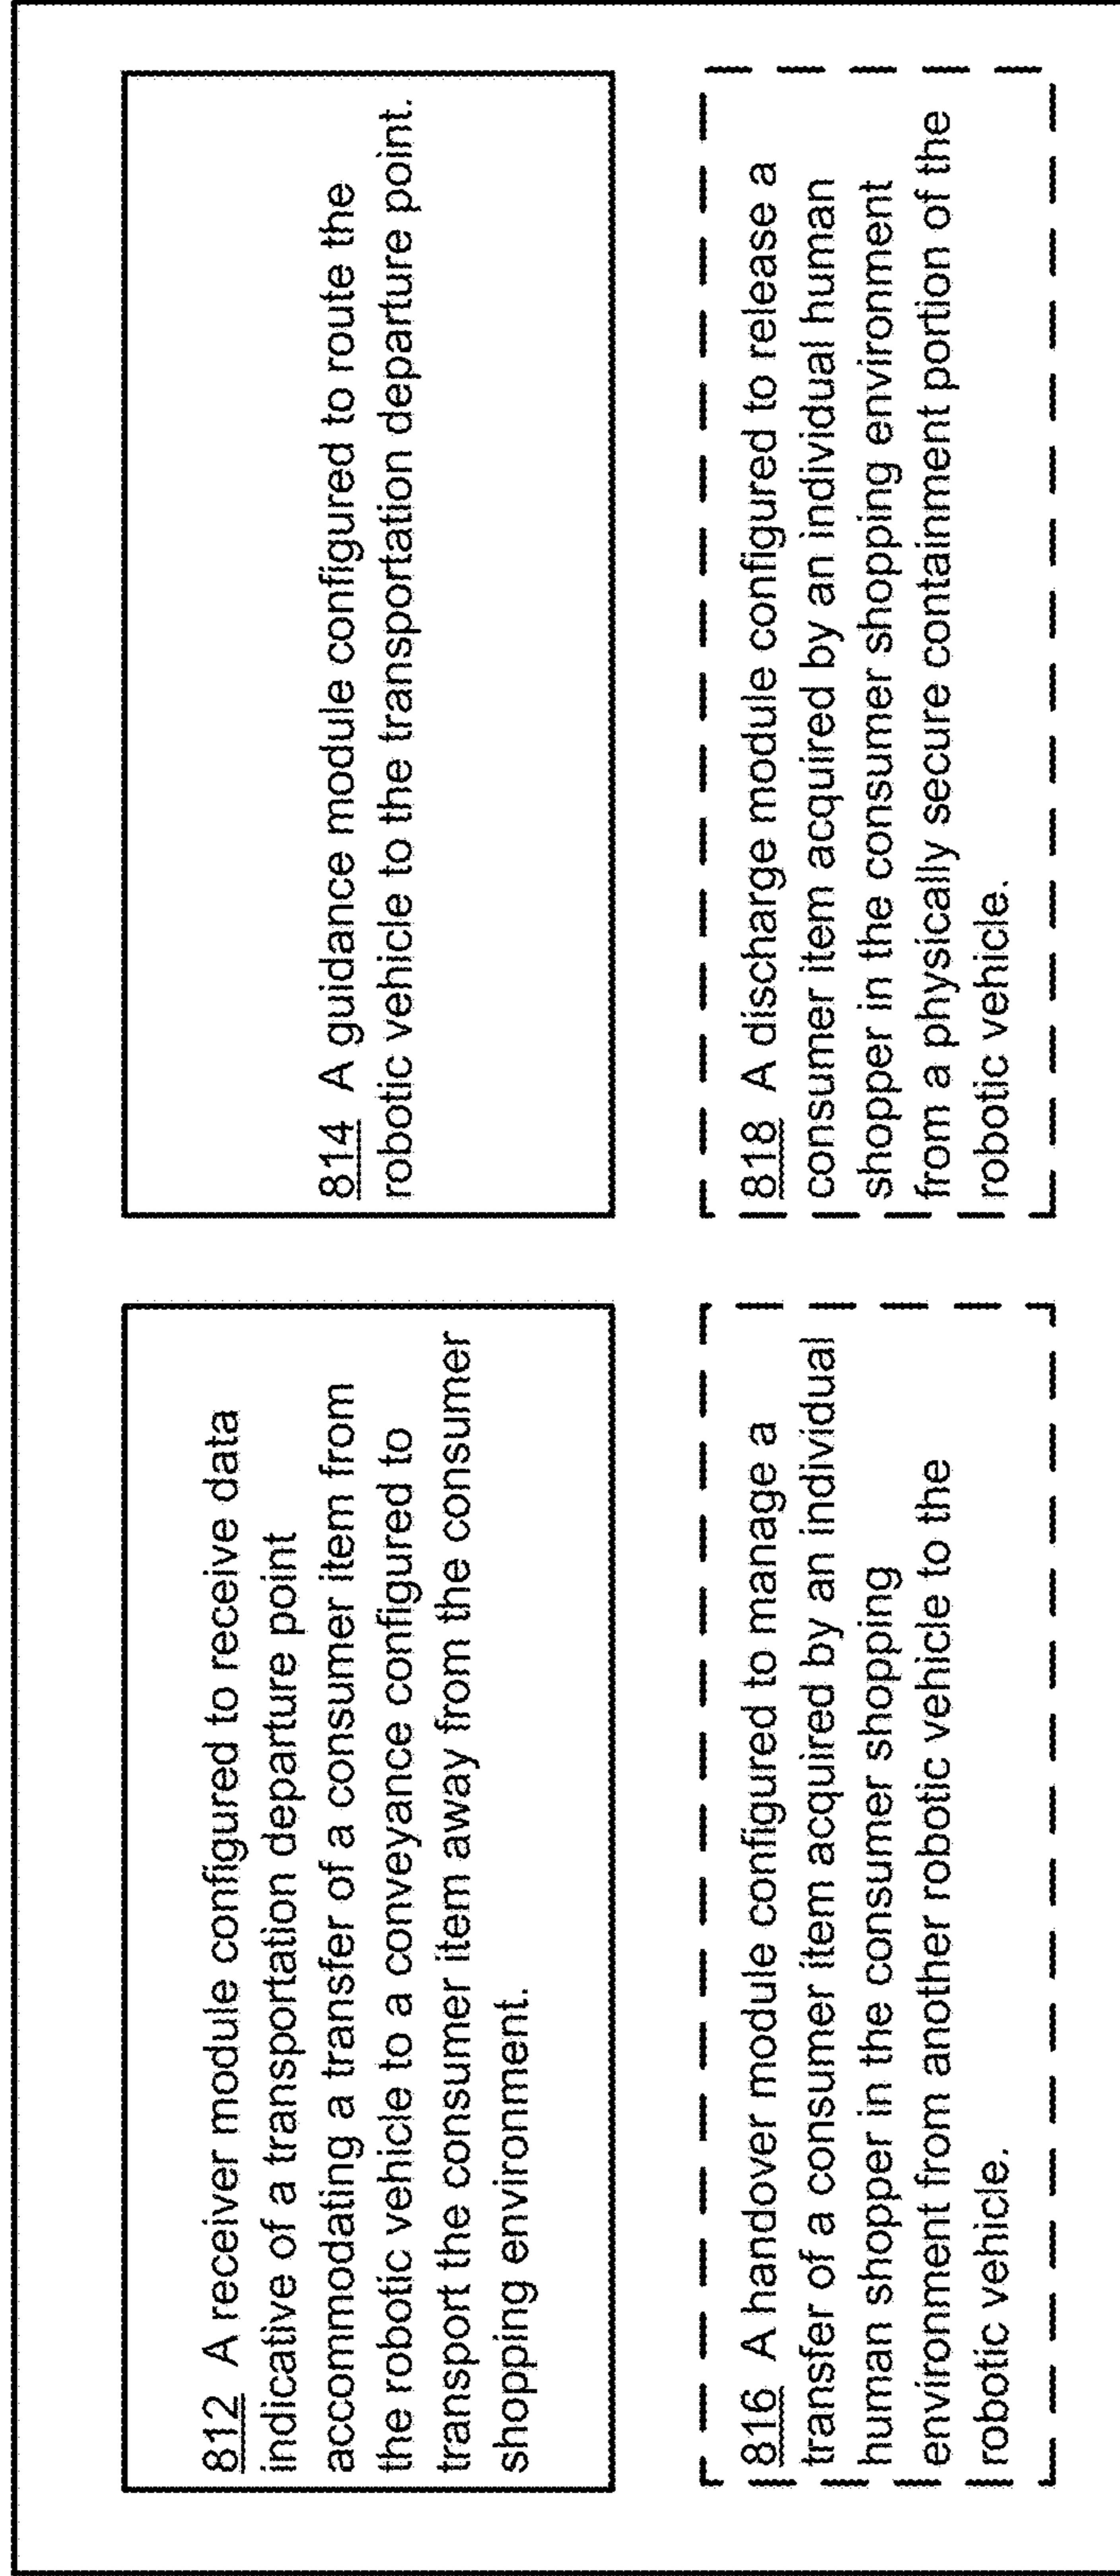 812 A receiver module configured to receive data
indicative of a transportation departure point
accommodating a transfer of a consumer item from
the robotic vehicle to a conveyance configured to
transport the consumer item away from the consumer
shopping environment.
814 A guidance module configured to route the
robotic vehicle to the transportation departure point.
816 A handover module configured to manage a
transfer of a consumer item acquired by an individual
human shopper in the consumer shopping
environment from another robotic vehicle to the
robotic vehicle.
818 A discharge module configured to release a
consumer item acquired by an individual human
shopper in the consumer shopping environment
from a physically secure containment portion of the
robotic vehicle.